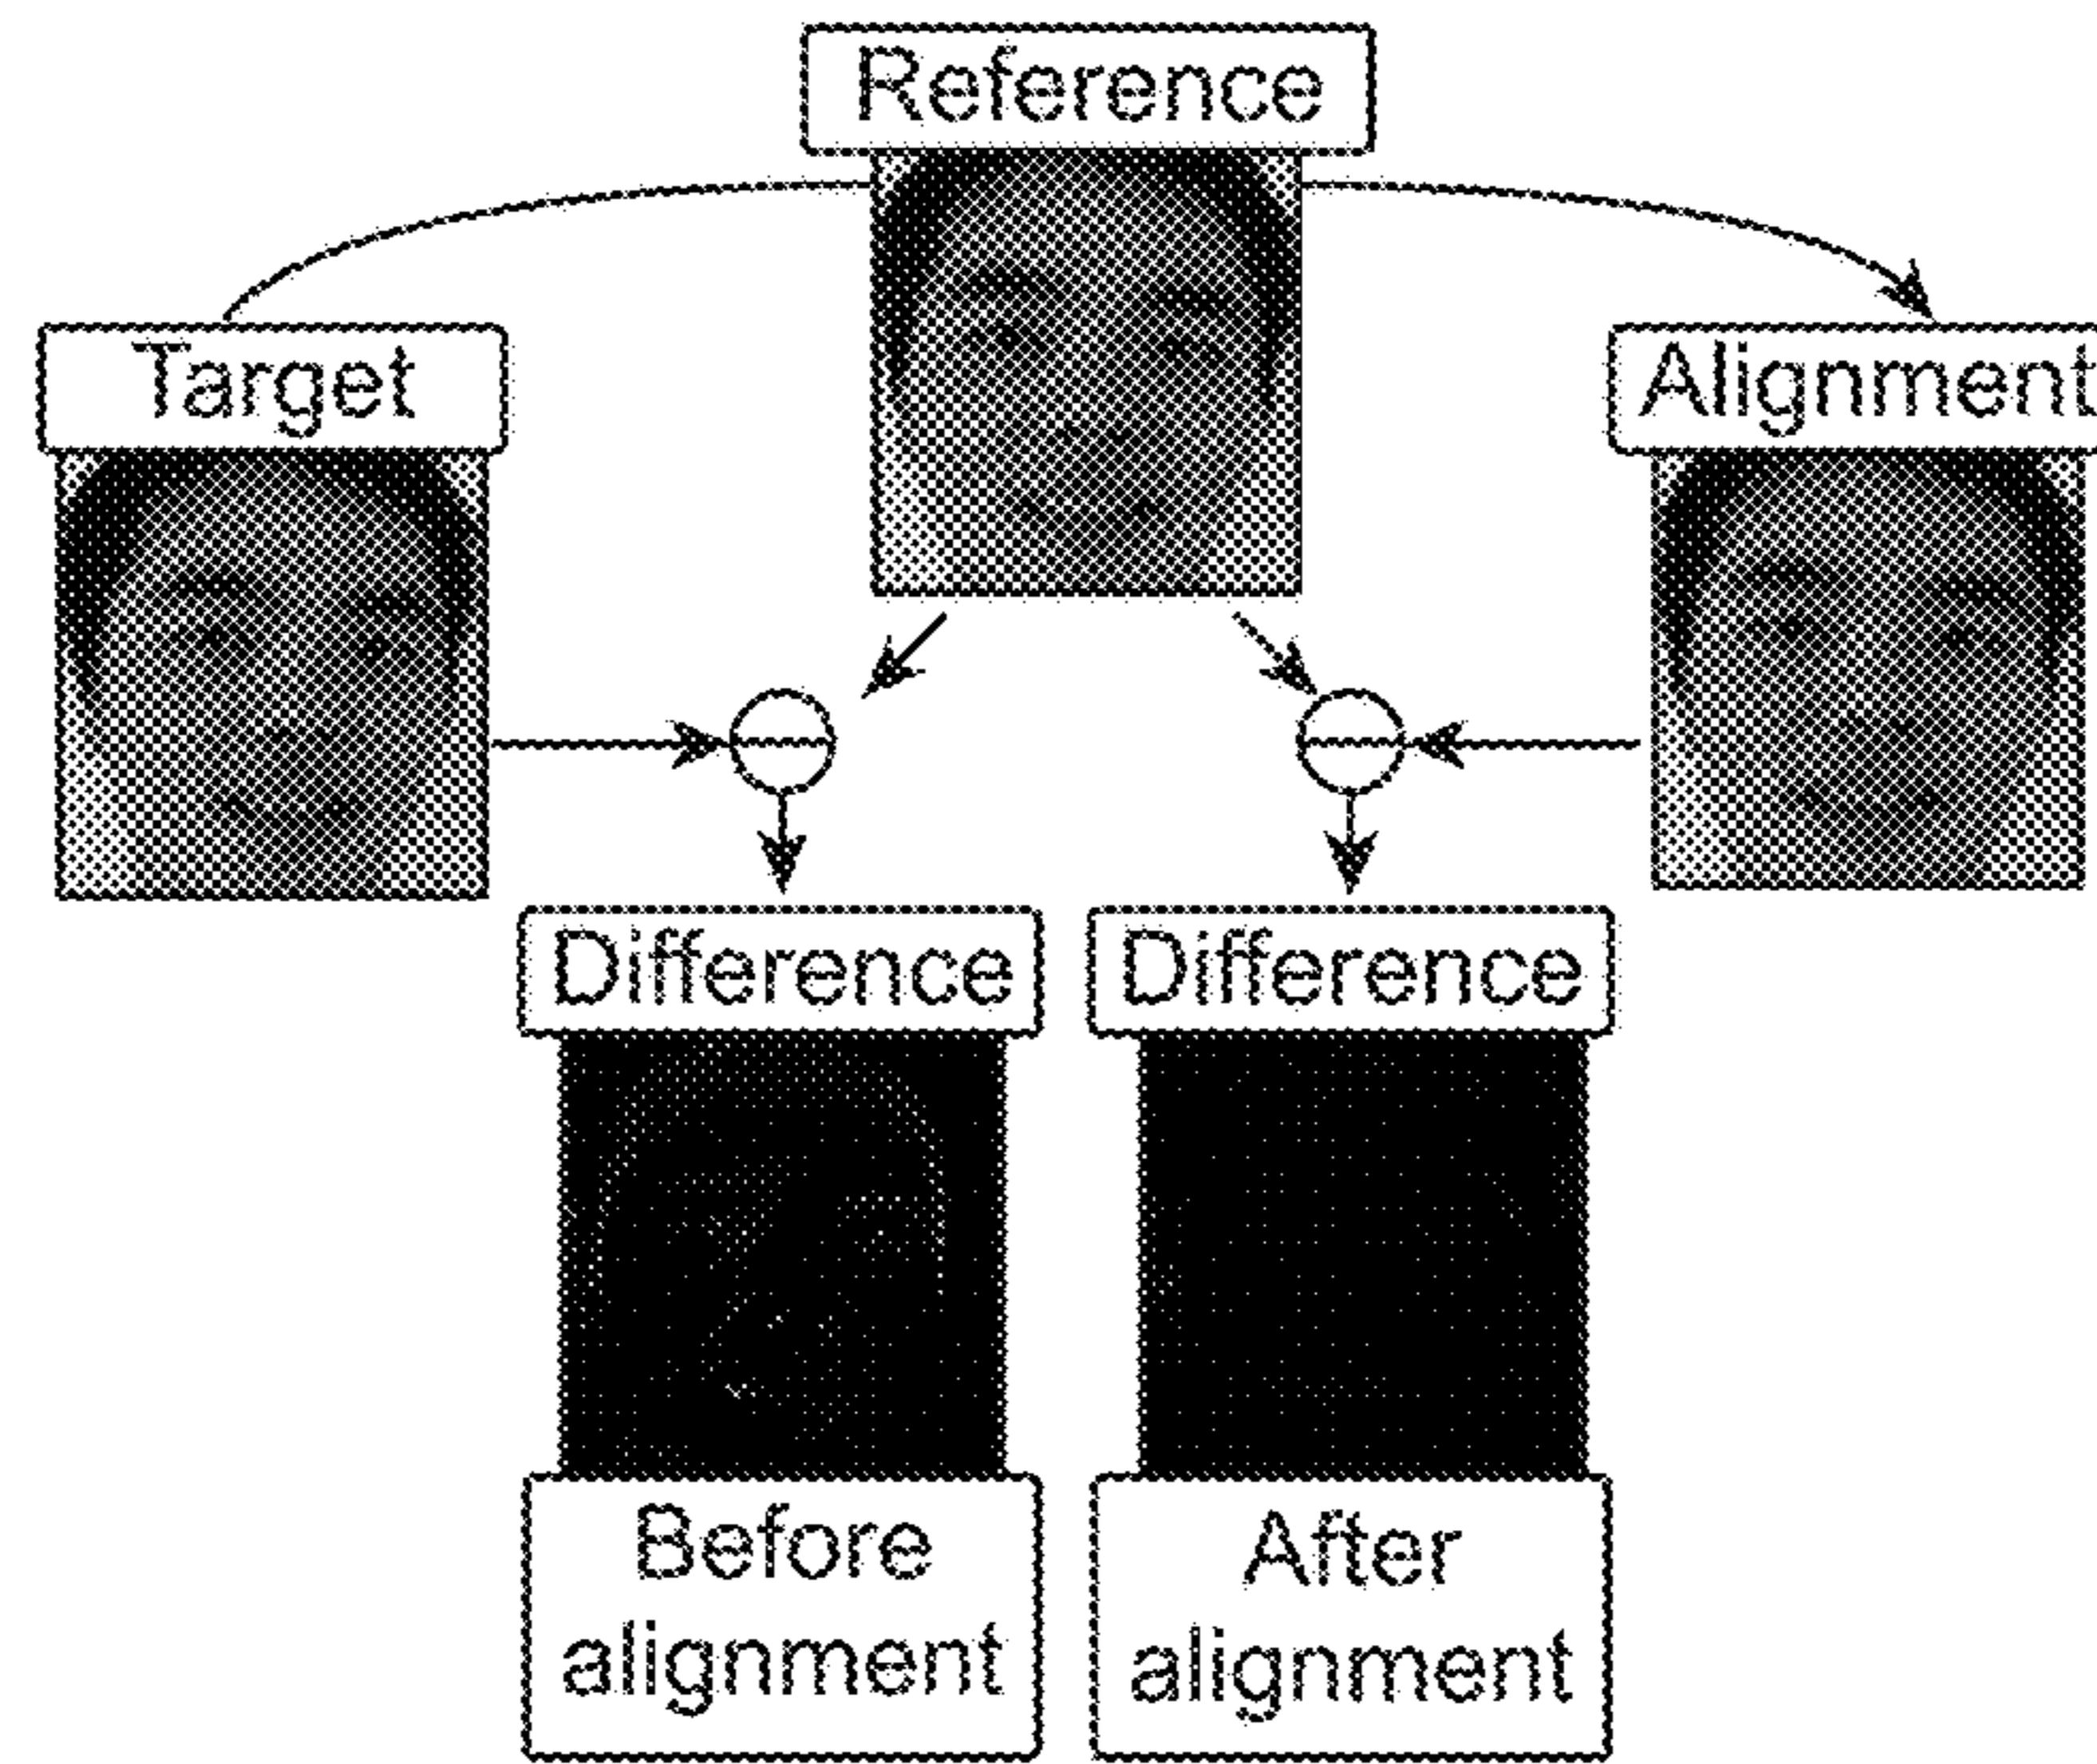 Reference
Target
Alignment
Difference
Difference
Before
alignment
After
alignment